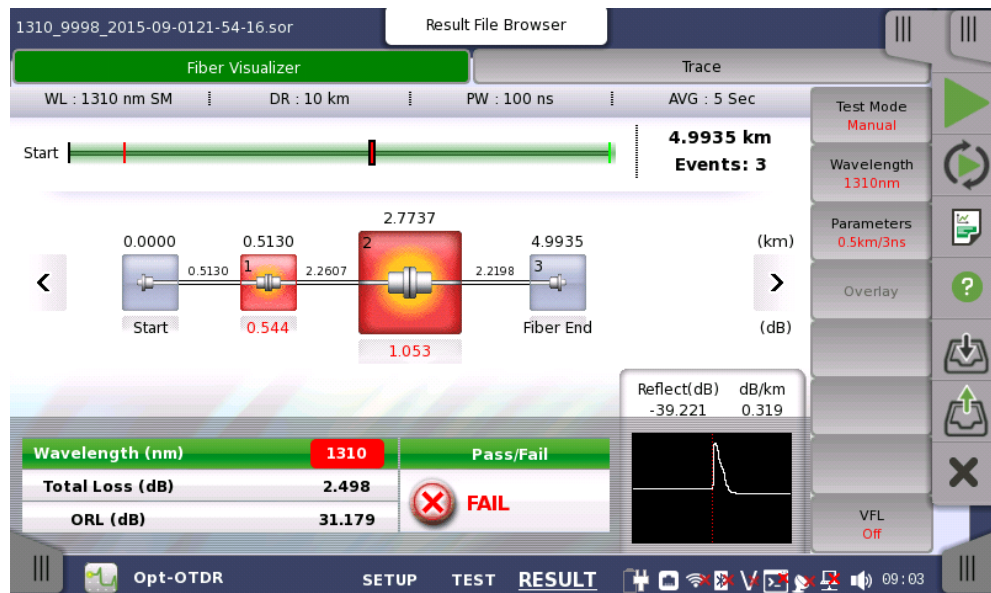 1310_9998_2015-09-0121-54-16.sor
Result File Browser
Fiber Visualizer
Trace
WL : 1310 nm SM
DR : 10 km
PW : 100 ns
AVG : 5 Sec
Start
4.9935 km
Events: 3
Test Mode
Manual
Wavelength
1310nm
Parameters
0.5km/3ns
Overlay
2.7737
0.0000
0.5130
4.9935
(km)
0.5130
1
2.2607
2
2.2198
3
Start
0.544
1.053
Fiber End
(dB)
Reflect(dB) dB/km
-39.221 0.319
Wavelength (nm) 1310
Pass/Fail
Total Loss (dB) 2.498
ORL (dB) 31.179
FAIL
VFL
Off
Opt-OTDR
SETUP
TEST
RESULT
09:03